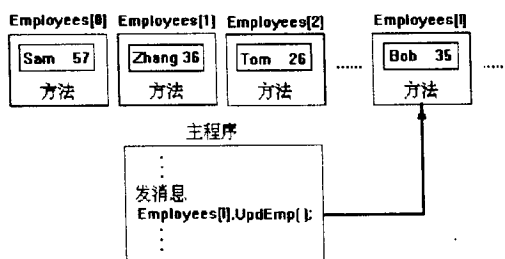 Employees[0] Employees[1] Employees[2] Employees[I]
Sam 57 Zhang 36 Tom 26 …… Bob 35 ……
方法 方法 方法 方法
主程序
发消息
Employees[I].UpdEmp( );